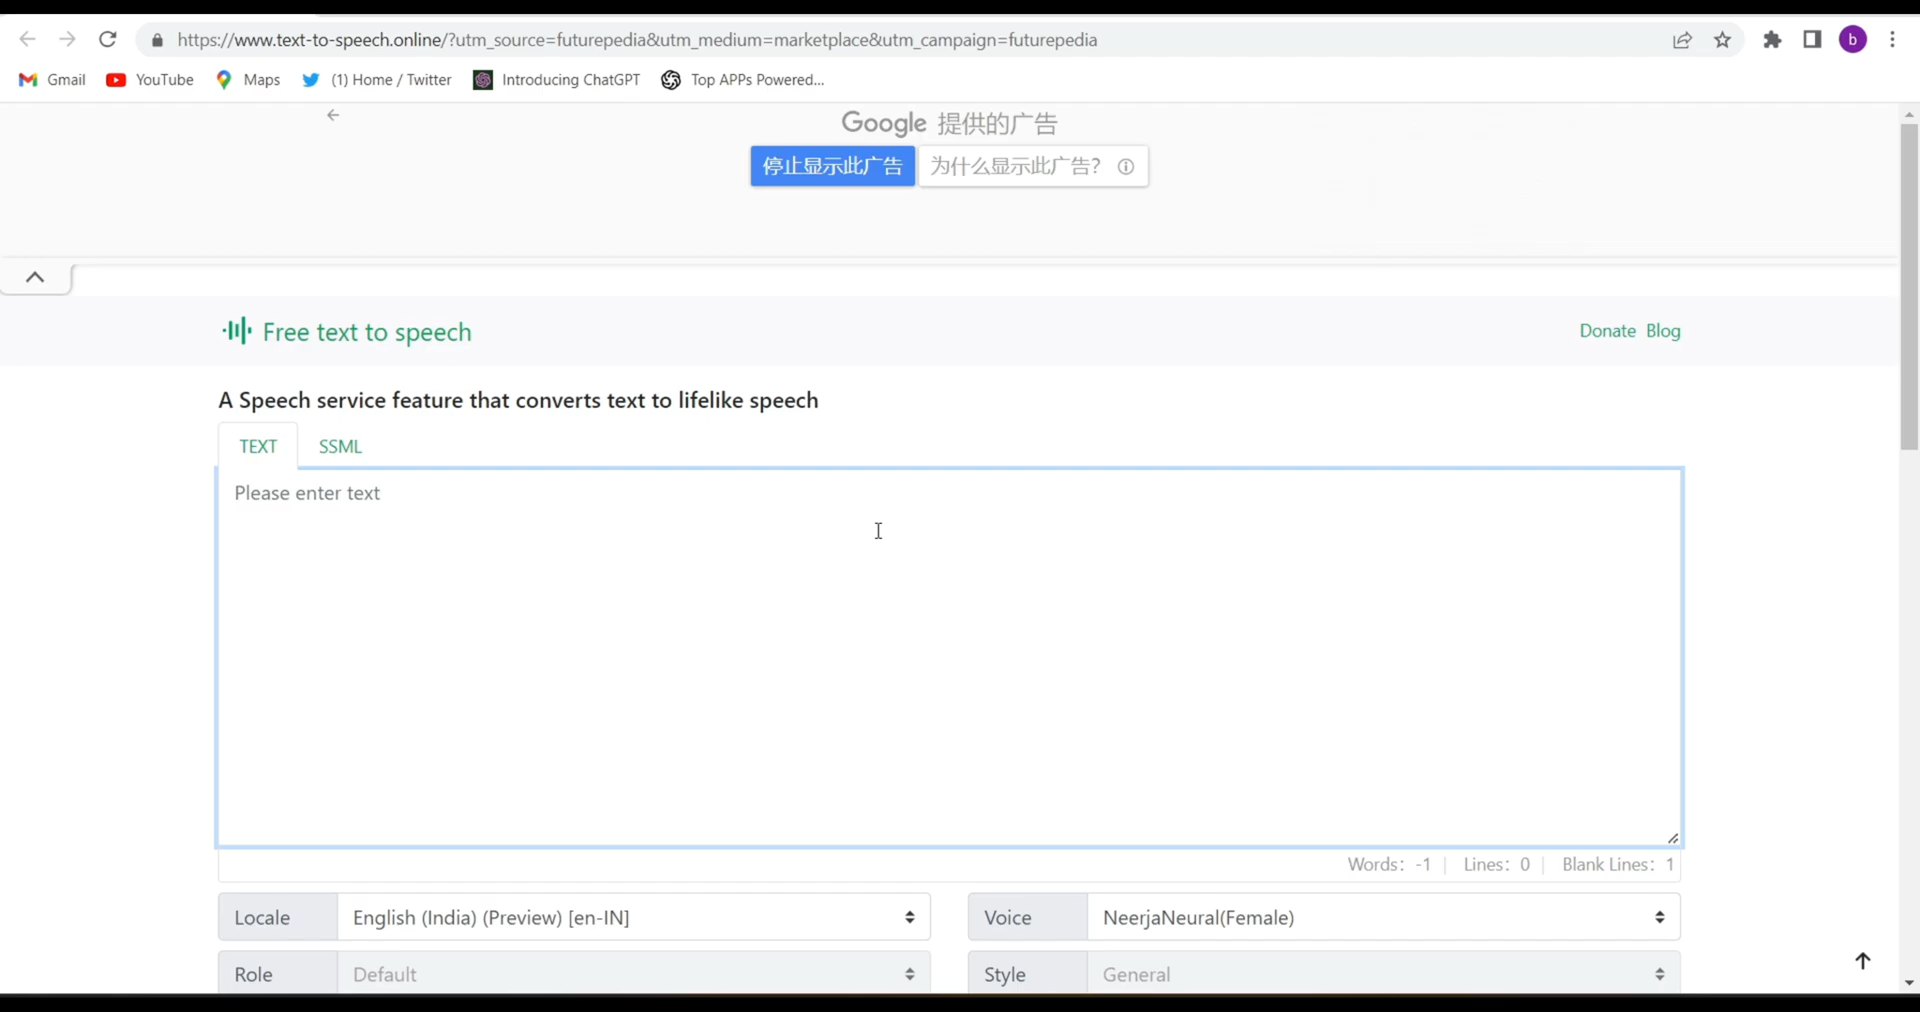 https://www.text-to-speech.online/?utm_source=futurepedia&utm_medium=marketplace&utm_campaign=futurepedia
b
Gmail YouTube Maps (1) Home / Twitter Introducing ChatGPT Top APPs Powered...
Google 提供的广告
停止显示此广告 为什么显示此广告?
Free text to speech Donate Blog
A Speech service feature that converts text to lifelike speech
TEXT SSML
Please enter text
Words: -1 | Lines: 0 | Blank Lines: 1
Locale English (India) (Preview) [en-IN] Voice NeerjaNeural(Female)
Role Default Style General